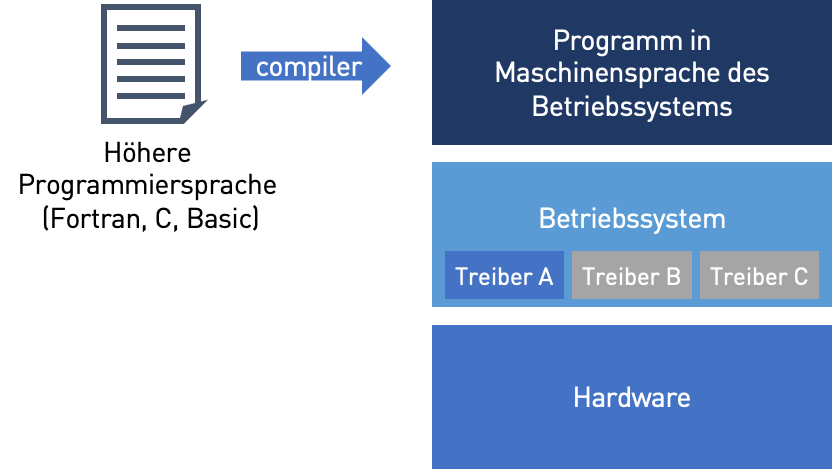 compiler
Höhere
Programmiersprache
(Fortran, C, Basic)
Programm in
Maschinensprache des
Betriebssystems
Betriebssystem
Treiber A
Treiber B
Treiber C
Hardware